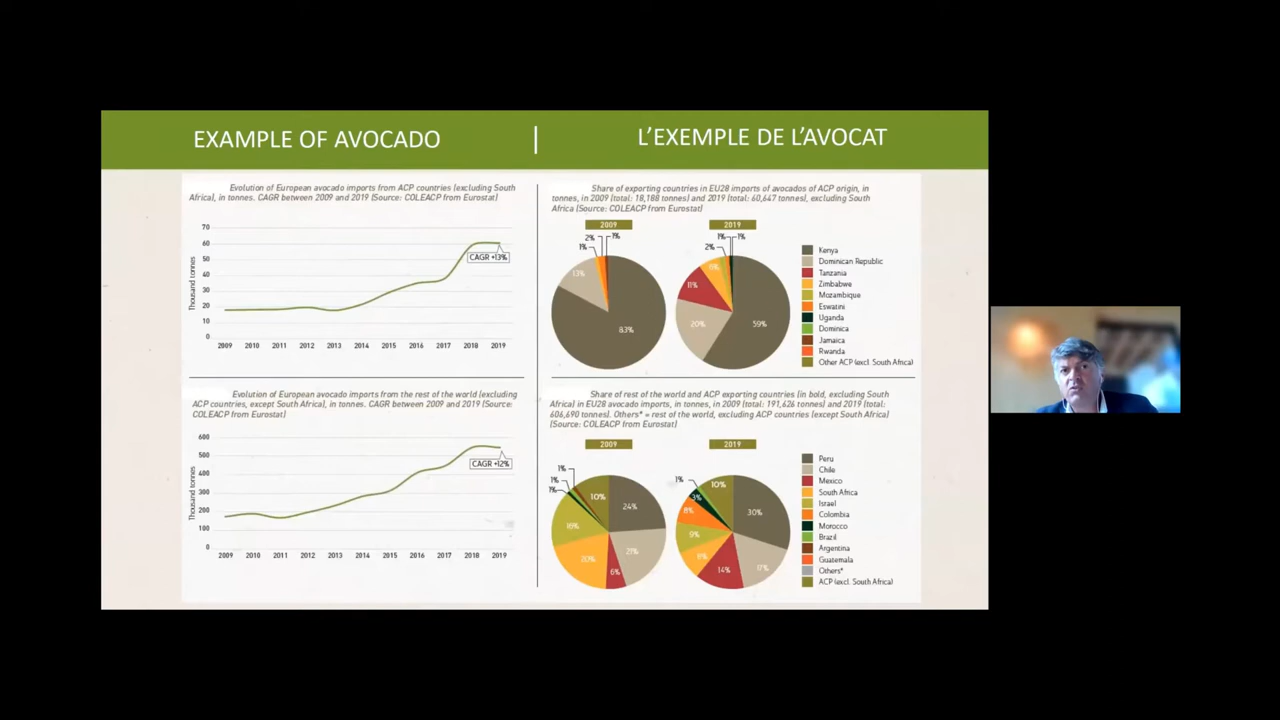 EXAMPLE OF AVOCADO | L'EXEMPLE DE L'AVOCAT
Evolution of European avocado imports from ACP countries (excluding South
Africa), in tonnes. CAGR between 2009 and 2019 (Source: COLEACP from Eurostat)
70
60
50
40
30
20
10
0
Thousand tonnes
CAGR +13%
2009 2010 2011 2012 2013 2014 2015 2016 2017 2018 2019
Share of exporting countries in EU28 imports of avocados of ACP origin, in
tonnes, in 2009 (total: 18,188 tonnes) and 2019 (total: 60,647 tonnes), excluding South
Africa (Source: COLEACP from Eurostat)
2009
2% 1%
1%
13%
83%
2019
1% 1%
2%
11%
20%
59%
Kenya
Dominican Republic
Tanzania
Zimbabwe
Mozambique
Eswatini
Uganda
Dominica
Jamaica
Rwanda
Other ACP (excl. South Africa)
Evolution of European avocado imports from the rest of the world (excluding
ACP countries, except South Africa), in tonnes. CAGR between 2009 and 2019 (Source:
COLEACP from Eurostat)
600
500
400
300
200
100
0
Thousand tonnes
CAGR +12%
2009 2010 2011 2012 2013 2014 2015 2016 2017 2018 2019
Share of rest of the world and ACP exporting countries (in bold, excluding South
Africa) in EU28 avocado imports, in tonnes, in 2009 (total: 191,626 tonnes) and 2019 (total:
606,690 tonnes). Others* = rest of the world, excluding ACP countries (except South Africa)
(Source: COLEACP from Eurostat)
2009
1%
1%
1%
10%
24%
21%
6%
20%
16%
2019
1%
3%
10%
8%
30%
9%
14%
17%
Peru
Chile
Mexico
South Africa
Israel
Colombia
Morocco
Brazil
Argentina
Guatemala
Others*
ACP (excl. South Africa)